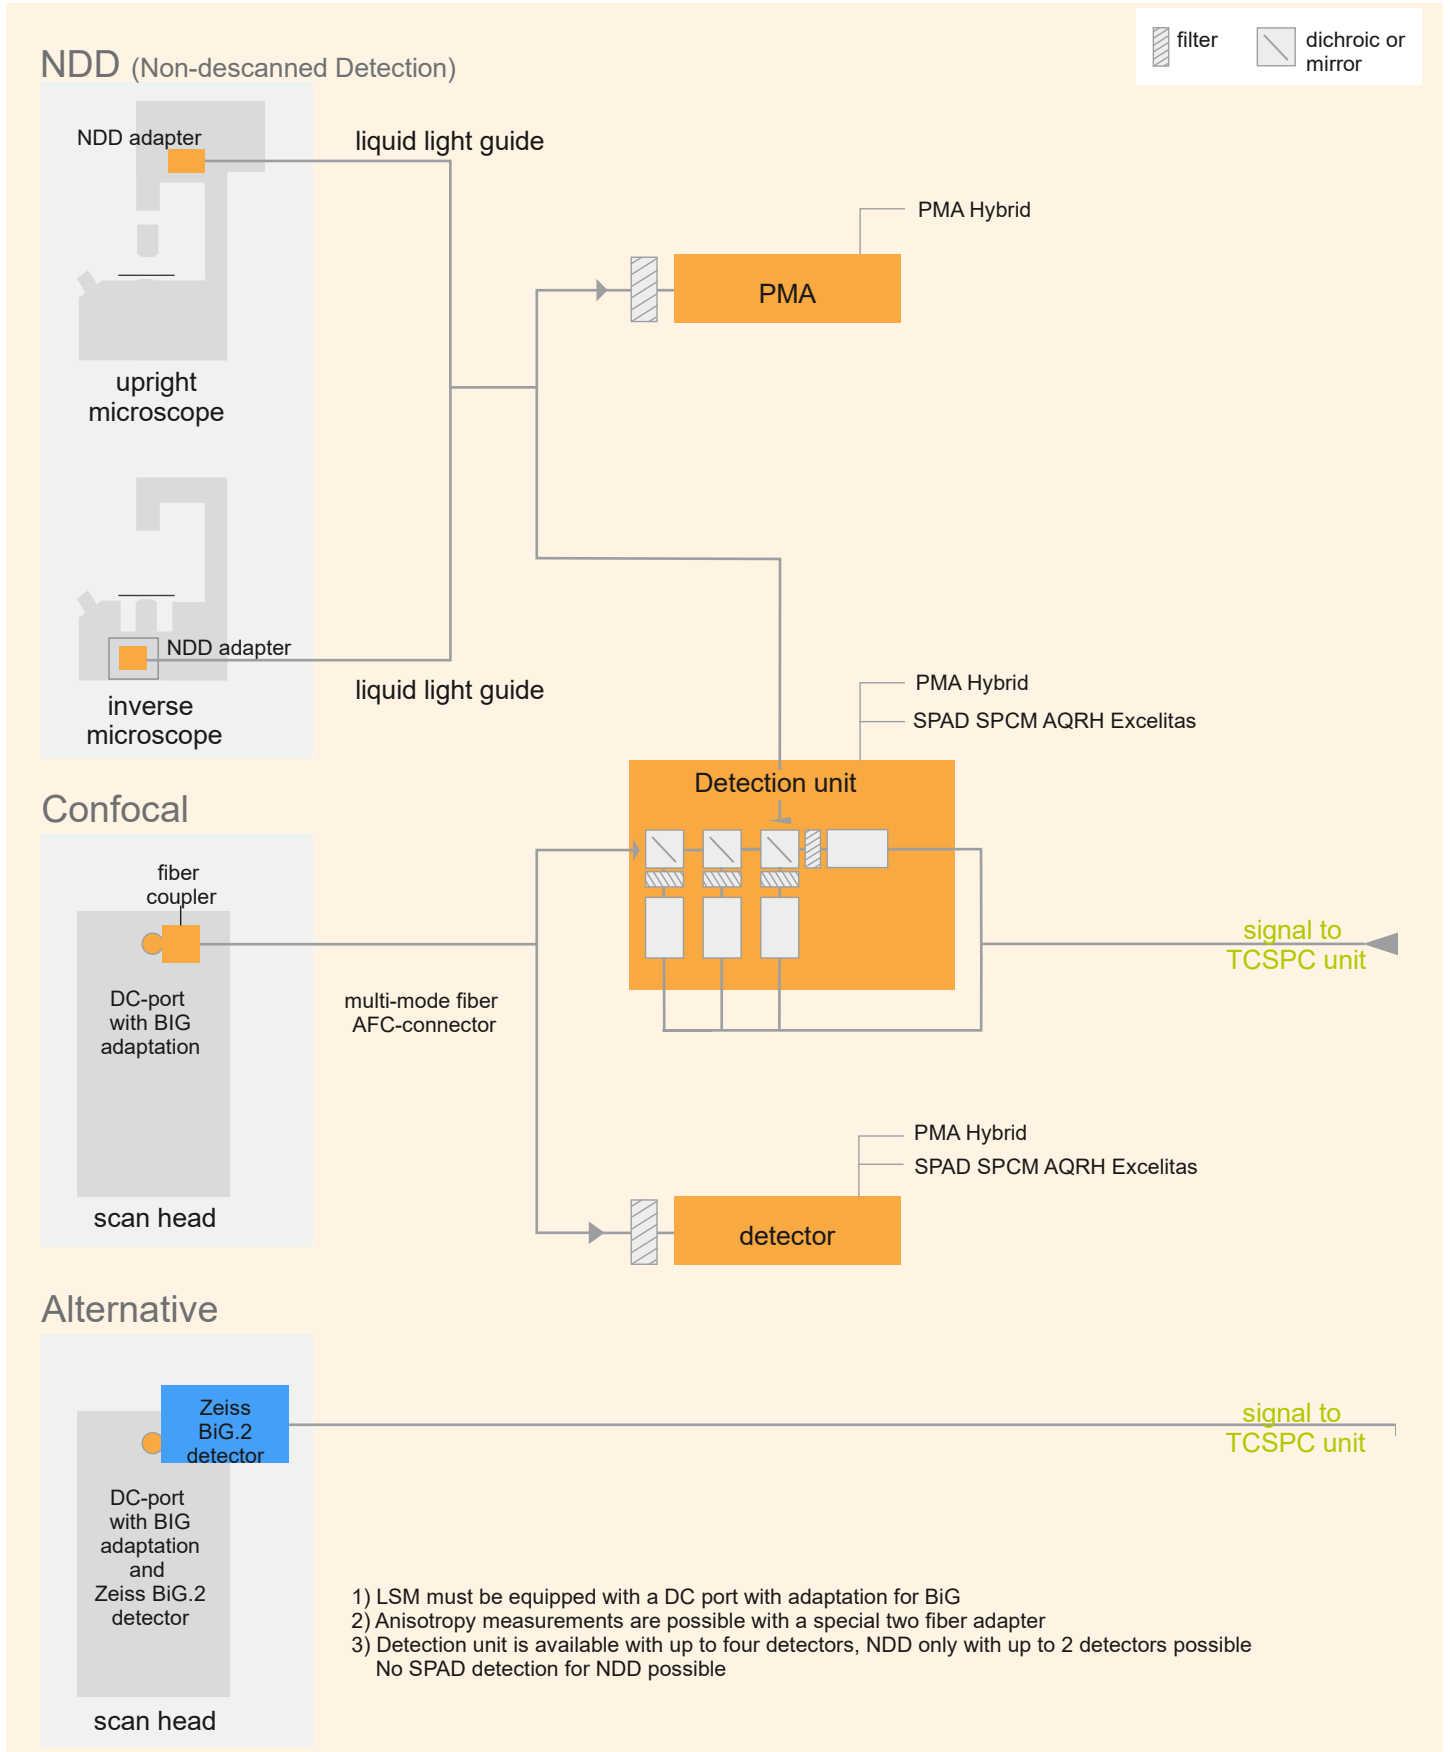 filter
dichroic or
mirror
NDD (Non-descanned Detection)
NDD adapter
liquid light guide
PMA Hybrid
PMA
upright
microscope
NDD adapter
liquid light guide
inverse
microscope
PMA Hybrid
SPAD SPCM AQRH Excelitas
Detection unit
Confocal
fiber
coupler
signal to
TCSPC unit
DC-port
with BIG
adaptation
multi-mode fiber
AFC-connector
PMA Hybrid
SPAD SPCM AQRH Excelitas
scan head
detector
Alternative
Zeiss
BiG.2
detector
signal to
TCSPC unit
DC-port
with BIG
adaptation
and
Zeiss BiG.2
detector
1) LSM must be equipped with a DC port with adaptation for BiG
2) Anisotropy measurements are possible with a special two fiber adapter
3) Detection unit is available with up to four detectors, NDD only with up to 2 detectors possible
No SPAD detection for NDD possible
scan head